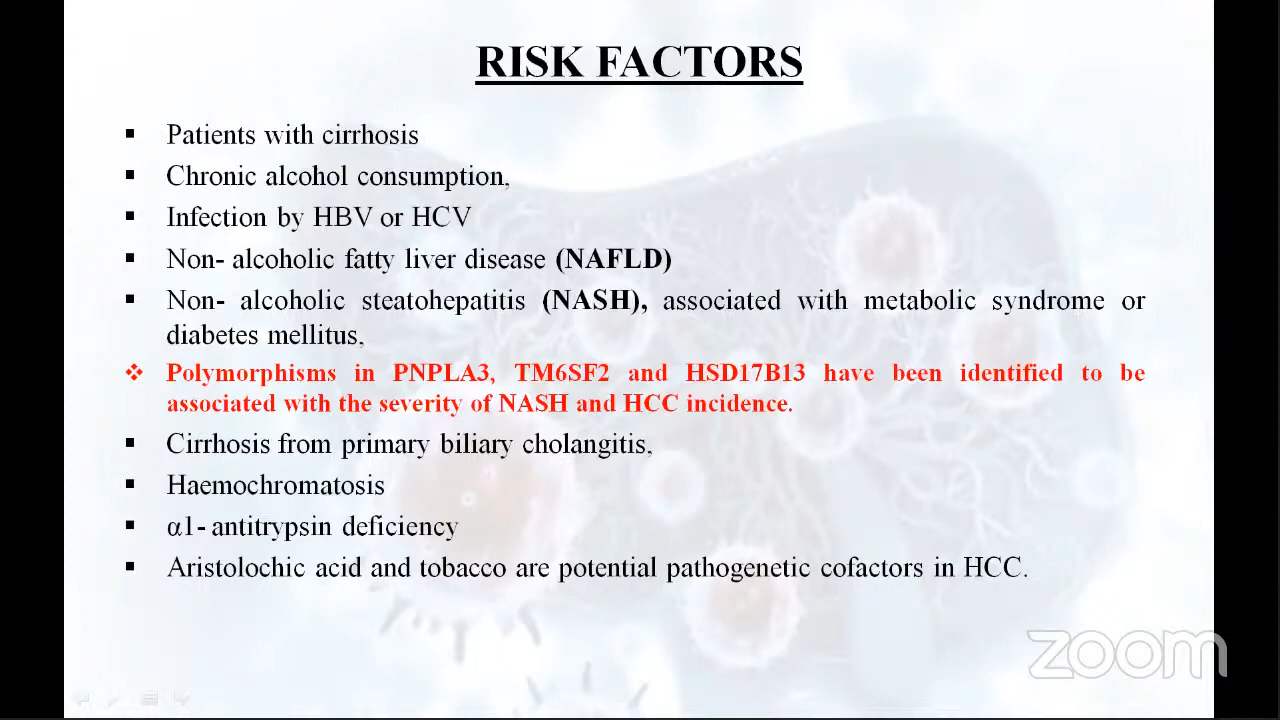 RISK FACTORS
▪ Patients with cirrhosis
▪ Chronic alcohol consumption,
▪ Infection by HBV or HCV
▪ Non- alcoholic fatty liver disease (NAFLD)
▪ Non- alcoholic steatohepatitis (NASH), associated with metabolic syndrome or
diabetes mellitus,
❖ Polymorphisms in PNPLA3, TM6SF2 and HSD17B13 have been identified to be
associated with the severity of NASH and HCC incidence.
▪ Cirrhosis from primary biliary cholangitis,
▪ Haemochromatosis
▪ α1- antitrypsin deficiency
▪ Aristolochic acid and tobacco are potential pathogenetic cofactors in HCC.
zoom